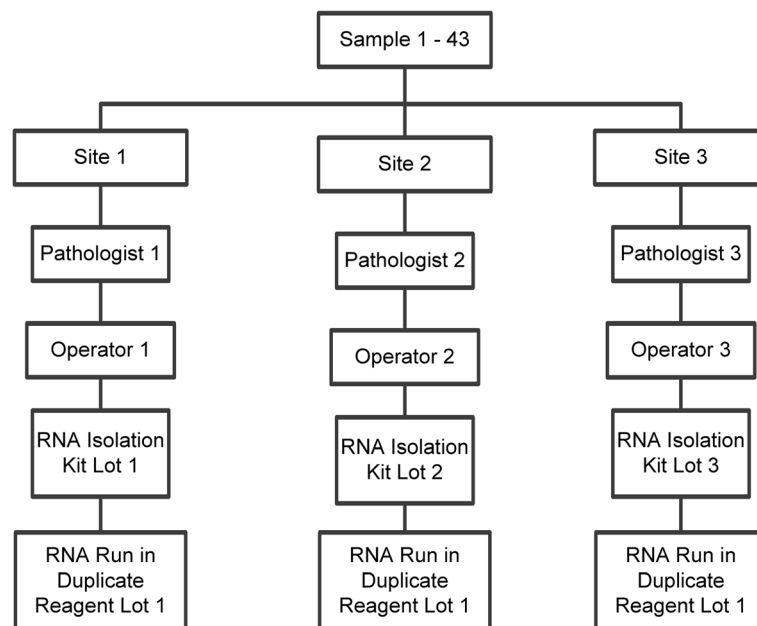 Sample 1 - 43
Site 1
Site 2
Site 3
Pathologist 1
Pathologist 2
Pathologist 3
Operator 1
Operator 2
Operator 3
RNA Isolation
Kit Lot 1
RNA Isolation
Kit Lot 2
RNA Isolation
Kit Lot 3
RNA Run in
Duplicate
Reagent Lot 1
RNA Run in
Duplicate
Reagent Lot 1
RNA Run in
Duplicate
Reagent Lot 1